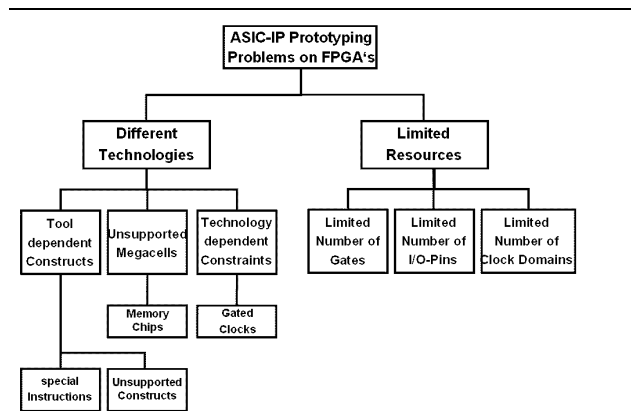 ASIC-IP Prototyping
Problems on FPGA's
Different
Technologies
Limited
Resources
Tool
dependent
Constructs
Unsupported
Megacells
Technology
dependent
Constraints
Limited
Number of
Gates
Limited
Number of
I/O-Pins
Limited
Number of
Clock Domains
Memory
Chips
Gated
Clocks
special
Instructions
Unsupported
Constructs